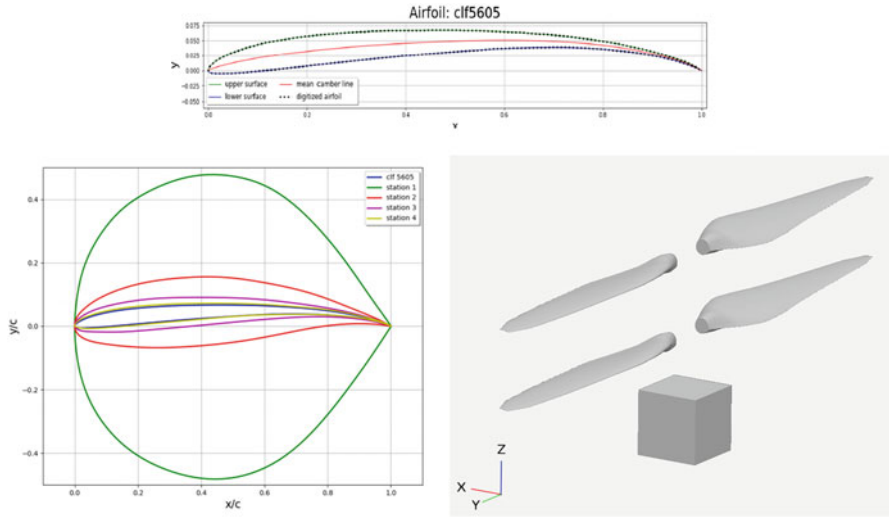 Airfoil: clf5605
0.075
0.050
0.025
0.000
−0.025
−0.050
y
upper surface
lower surface
mean camber line
digitized airfoil
0.0 0.2 0.4 0.6 0.8 1.0
0.4
0.2
0.0
−0.2
−0.4
y/c
clf 5605
station 1
station 2
station 3
station 4
0.0 0.2 0.4 0.6 0.8 1.0
x/c
Z
X
Y